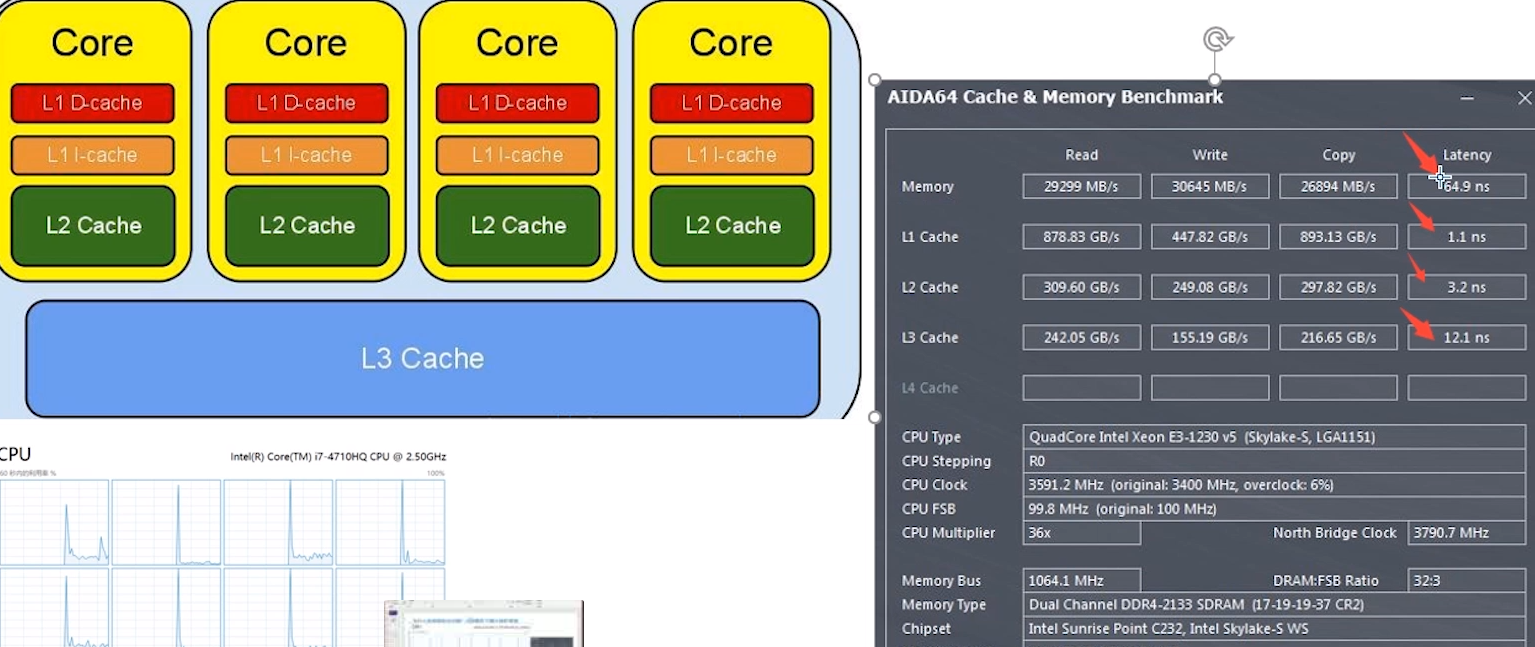 Core Core Core Core
L1 D-cache L1 D-cache L1 D-cache L1 D-cache
L1 I-cache L1 I-cache L1 I-cache L1 I-cache
L2 Cache L2 Cache L2 Cache L2 Cache
L3 Cache
CPU Intel(R) Core(TM) i7-4710HQ CPU @ 2.50GHz
60 秒内的利用率 % 100%
AIDA64 Cache & Memory Benchmark
Read Write Copy Latency
Memory 29299 MB/s 30645 MB/s 26894 MB/s 64.9 ns
L1 Cache 878.83 GB/s 447.82 GB/s 893.13 GB/s 1.1 ns
L2 Cache 309.60 GB/s 249.08 GB/s 297.82 GB/s 3.2 ns
L3 Cache 242.05 GB/s 155.19 GB/s 216.65 GB/s 12.1 ns
L4 Cache
CPU Type QuadCore Intel Xeon E3-1230 v5 (Skylake-S, LGA1151)
CPU Stepping R0
CPU Clock 3591.2 MHz (original: 3400 MHz, overclock: 6%)
CPU FSB 99.8 MHz (original: 100 MHz)
CPU Multiplier 36x North Bridge Clock 3790.7 MHz
Memory Bus 1064.1 MHz DRAM:FSB Ratio 32:3
Memory Type Dual Channel DDR4-2133 SDRAM (17-19-19-37 CR2)
Chipset Intel Sunrise Point C232, Intel Skylake-S WS